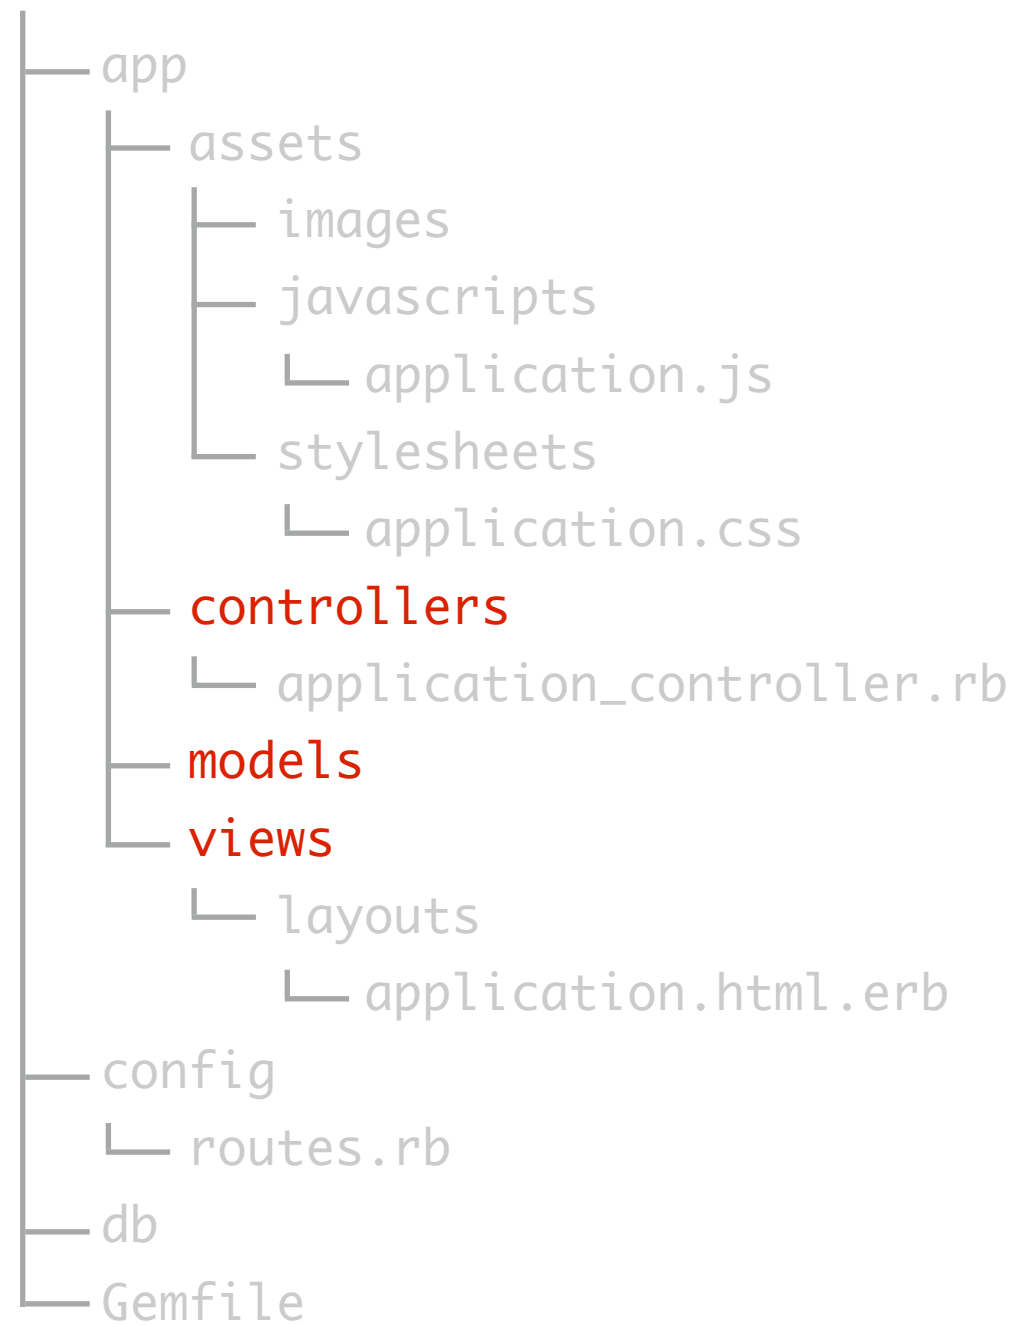 app
assets
images
javascripts
application.js
stylesheets
application.css
controllers
application_controller.rb
models
views
layouts
application.html.erb
config
routes.rb
db
Gemfile